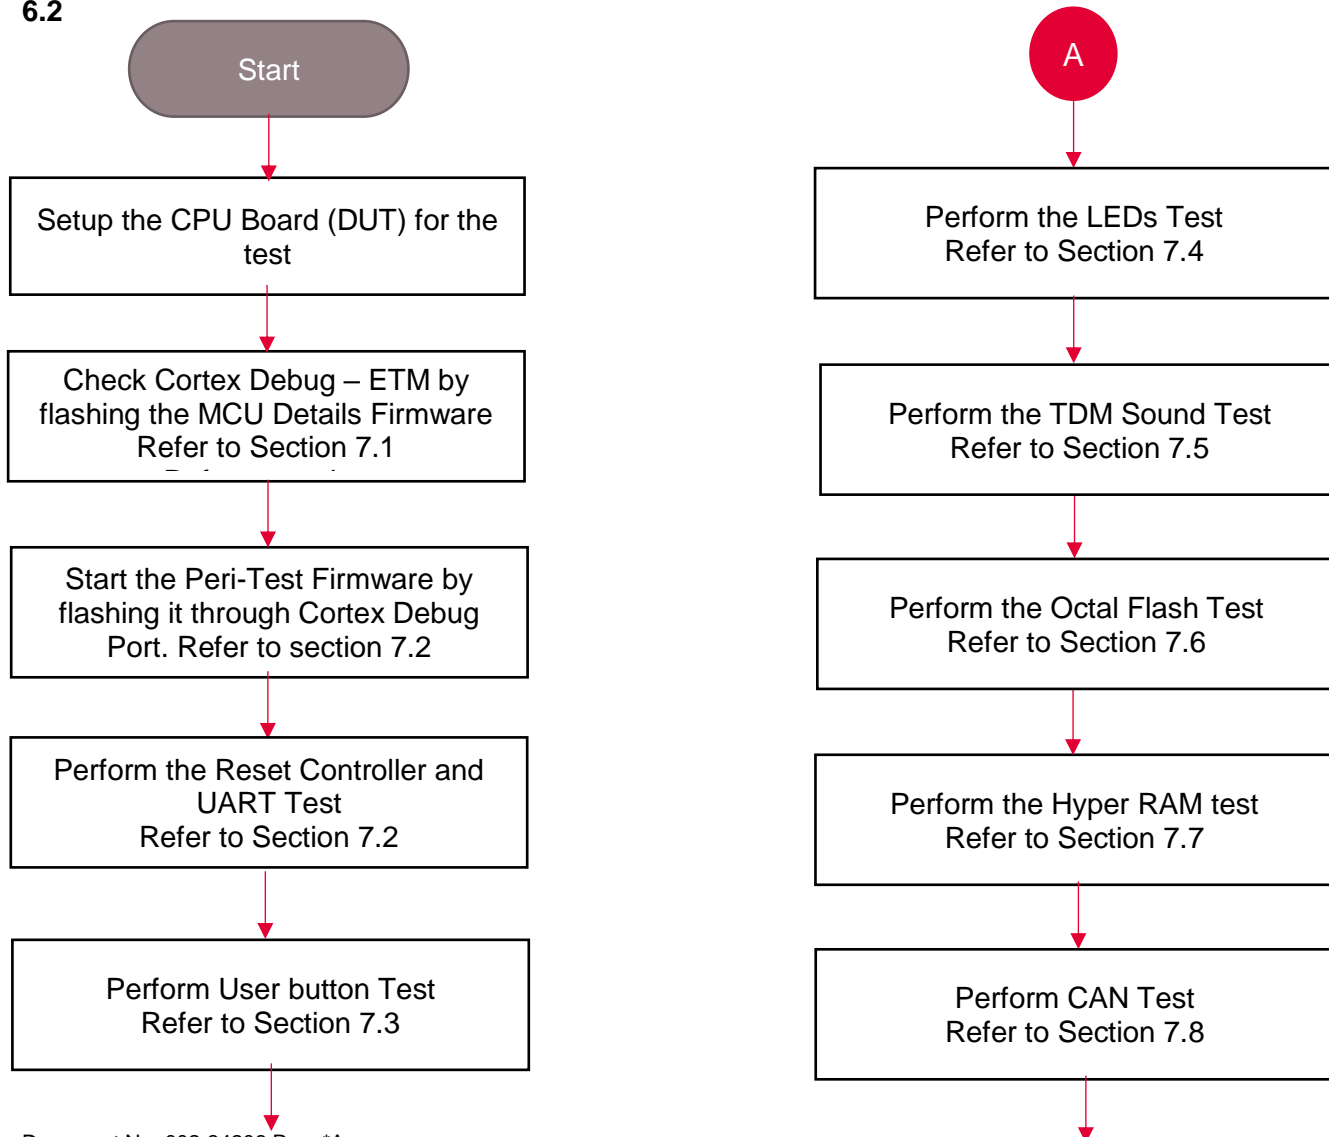 6.2
Start
Setup the CPU Board (DUT) for the
test
Check Cortex Debug – ETM by
flashing the MCU Details Firmware
Refer to Section 7.1
Start the Peri-Test Firmware by
flashing it through Cortex Debug
Port. Refer to section 7.2
Perform the Reset Controller and
UART Test
Refer to Section 7.2
Perform User button Test
Refer to Section 7.3
A
Perform the LEDs Test
Refer to Section 7.4
Perform the TDM Sound Test
Refer to Section 7.5
Perform the Octal Flash Test
Refer to Section 7.6
Perform the Hyper RAM test
Refer to Section 7.7
Perform CAN Test
Refer to Section 7.8